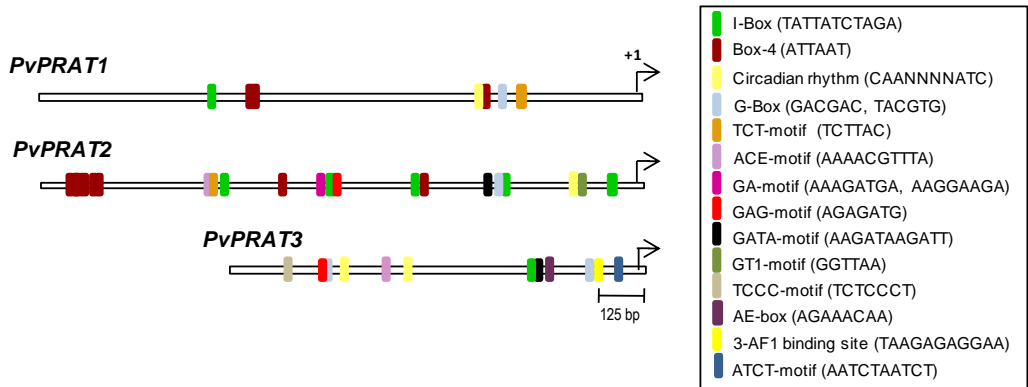 PvPRAT1
+1
PvPRAT2
PvPRAT3
125 bp
I-Box (TATTATCTAGA)
Box-4 (ATTAAT)
Circadian rhythm (CAANNNNATC)
G-Box (GACGAC, TACGTG)
TCT-motif (TCTTAC)
ACE-motif (AAAACGTTTA)
GA-motif (AAAGATGA, AAGGAAGA)
GAG-motif (AGAGATG)
GATA-motif (AAGATAAGATT)
GT1-motif (GGTTAA)
TCCC-motif (TCTCCCT)
AE-box (AGAAACAA)
3-AF1 binding site (TAAGAGAGGAA)
ATCT-motif (AATCTAATCT)